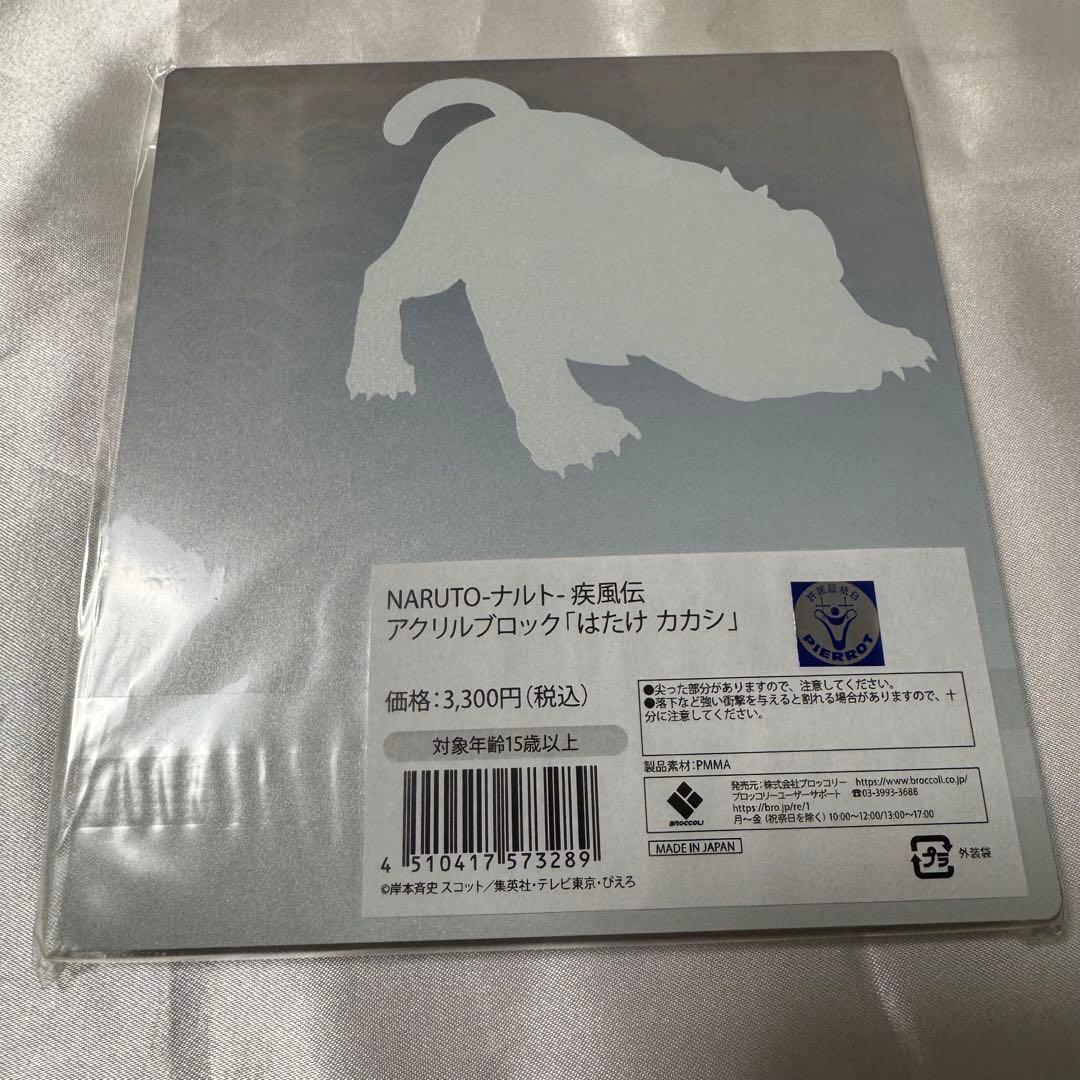 NARUTO-ナルト- 疾風伝
アクリルブロック「はたけ カカシ」
許諾証紙日
PIERROT
価格：3,300円（税込）
対象年齢15歳以上
●尖った部分がありますので、注意してください。
●落下など強い衝撃を与えると割れる場合がありますので、十
分に注意してください。
製品素材：PMMA
BROCCOLI
発売元：株式会社ブロッコリー https://www.broccoli.co.jp/
ブロッコリーユーザーサポート ☎03-3993-3688
https://bro.jp/re/1
月～金（祝祭日を除く）10:00～12:00/13:00～17:00
MADE IN JAPAN
プラ
外装袋
4 510417 573289
©岸本斉史 スコット／集英社・テレビ東京・ぴえろ